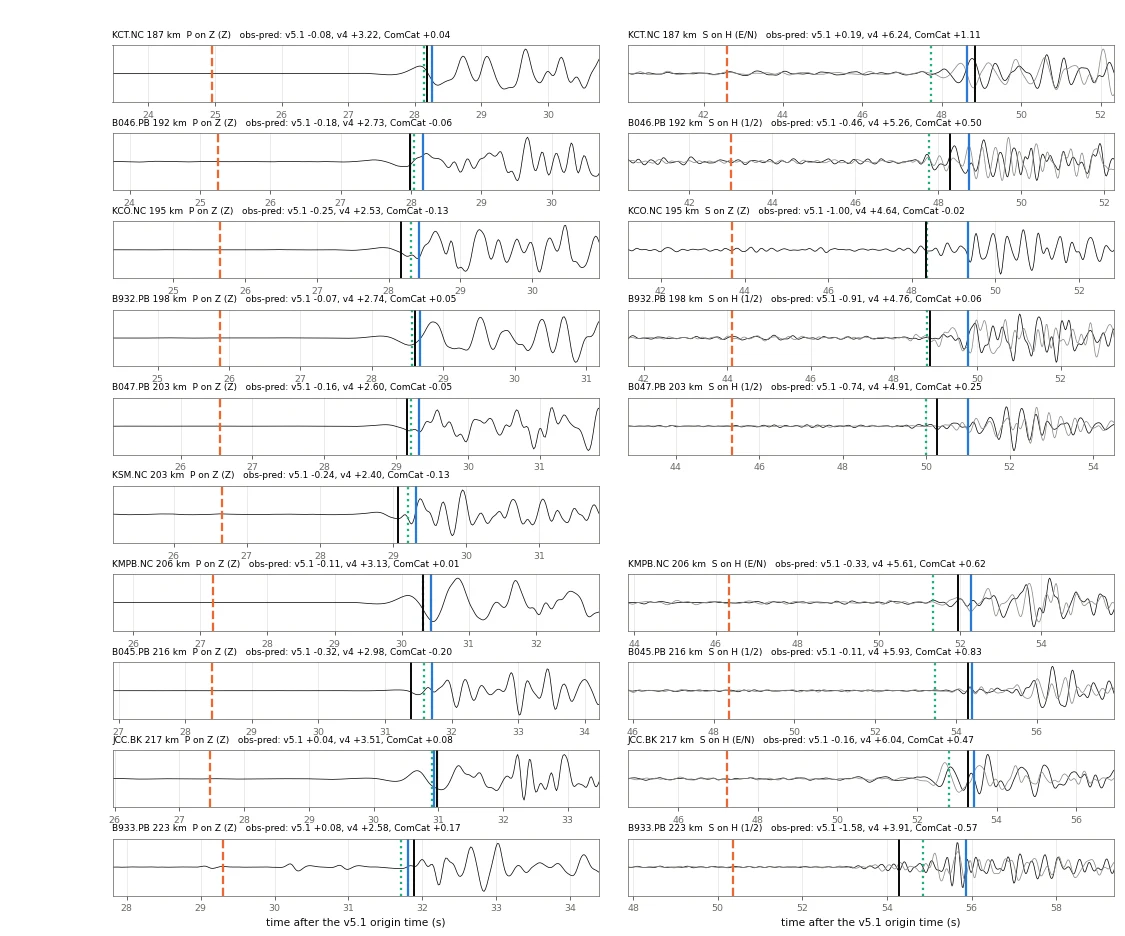 KCT.NC 187 km P on Z (Z) obs-pred: v5.1 -0.08, v4 +3.22, ComCat +0.04
24 25 26 27 28 29 30
KCT.NC 187 km S on H (E/N) obs-pred: v5.1 +0.19, v4 +6.24, ComCat +1.11
42 44 46 48 50 52
B046.PB 192 km P on Z (Z) obs-pred: v5.1 -0.18, v4 +2.73, ComCat -0.06
24 25 26 27 28 29 30
B046.PB 192 km S on H (1/2) obs-pred: v5.1 -0.46, v4 +5.26, ComCat +0.50
42 44 46 48 50 52
KCO.NC 195 km P on Z (Z) obs-pred: v5.1 -0.25, v4 +2.53, ComCat -0.13
25 26 27 28 29 30
KCO.NC 195 km S on Z (Z) obs-pred: v5.1 -1.00, v4 +4.64, ComCat -0.02
42 44 46 48 50 52
B932.PB 198 km P on Z (Z) obs-pred: v5.1 -0.07, v4 +2.74, ComCat +0.05
25 26 27 28 29 30 31
B932.PB 198 km S on H (1/2) obs-pred: v5.1 -0.91, v4 +4.76, ComCat +0.06
42 44 46 48 50 52
B047.PB 203 km P on Z (Z) obs-pred: v5.1 -0.16, v4 +2.60, ComCat -0.05
26 27 28 29 30 31
B047.PB 203 km S on H (1/2) obs-pred: v5.1 -0.74, v4 +4.91, ComCat +0.25
44 46 48 50 52 54
KSM.NC 203 km P on Z (Z) obs-pred: v5.1 -0.24, v4 +2.40, ComCat -0.13
26 27 28 29 30 31
KMPB.NC 206 km P on Z (Z) obs-pred: v5.1 -0.11, v4 +3.13, ComCat +0.01
26 27 28 29 30 31 32
KMPB.NC 206 km S on H (E/N) obs-pred: v5.1 -0.33, v4 +5.61, ComCat +0.62
44 46 48 50 52 54
B045.PB 216 km P on Z (Z) obs-pred: v5.1 -0.32, v4 +2.98, ComCat -0.20
27 28 29 30 31 32 33 34
B045.PB 216 km S on H (1/2) obs-pred: v5.1 -0.11, v4 +5.93, ComCat +0.83
46 48 50 52 54 56
JCC.BK 217 km P on Z (Z) obs-pred: v5.1 +0.04, v4 +3.51, ComCat +0.08
26 27 28 29 30 31 32 33
JCC.BK 217 km S on H (E/N) obs-pred: v5.1 -0.16, v4 +6.04, ComCat +0.47
46 48 50 52 54 56
B933.PB 223 km P on Z (Z) obs-pred: v5.1 +0.08, v4 +2.58, ComCat +0.17
28 29 30 31 32 33 34
time after the v5.1 origin time (s)
B933.PB 223 km S on H (1/2) obs-pred: v5.1 -1.58, v4 +3.91, ComCat -0.57
48 50 52 54 56 58
time after the v5.1 origin time (s)